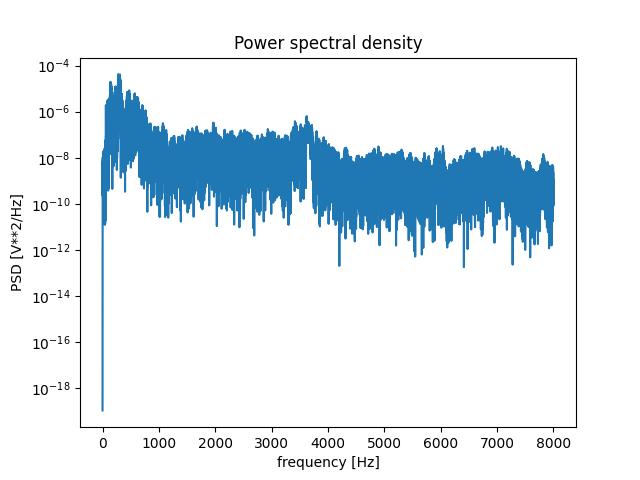 Power spectral density
PSD [V**2/Hz]
10⁻⁴
10⁻⁶
10⁻⁸
10⁻¹⁰
10⁻¹²
10⁻¹⁴
10⁻¹⁶
10⁻¹⁸
0 1000 2000 3000 4000 5000 6000 7000 8000
frequency [Hz]